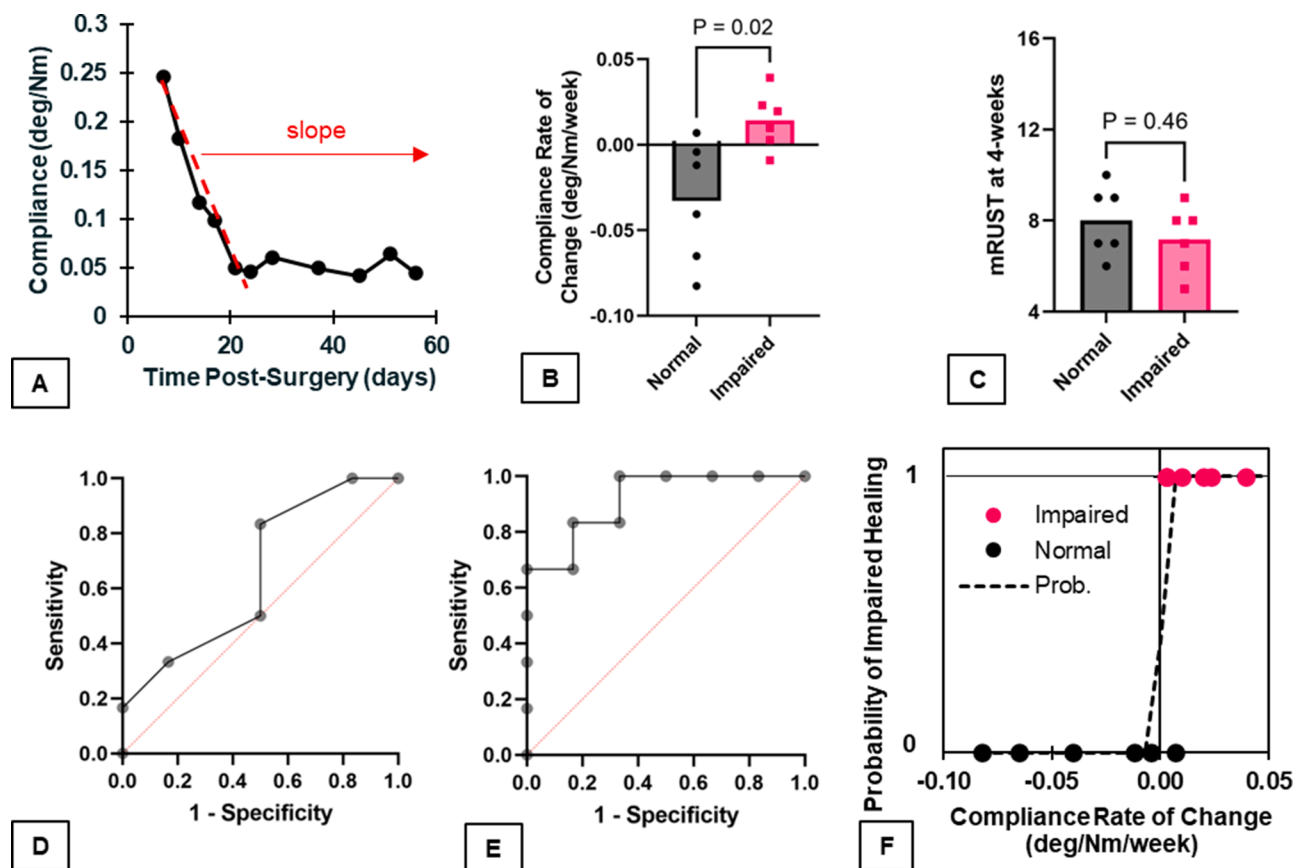 0.3
0.25
0.2
0.15
0.1
0.05
0
0
20
40
60
Compliance (deg/Nm)
slope
Time Post-Surgery (days)
A
P = 0.02
0.05
0.00
-0.05
-0.10
Compliance Rate of
Change (deg/Nm/week)
Normal
Impaired
B
16
12
8
4
mRUST at 4-weeks
P = 0.46
Normal
Impaired
C
1.0
0.8
0.6
0.4
0.2
0.0
Sensitivity
0.0
0.2
0.4
0.6
0.8
1.0
1 - Specificity
D
1.0
0.8
0.6
0.4
0.2
0.0
Sensitivity
0.0
0.2
0.4
0.6
0.8
1.0
1 - Specificity
E
Probability of Impaired Healing
1
0
Impaired
Normal
Prob.
-0.10
-0.05
0.00
0.05
Compliance Rate of Change
(deg/Nm/week)
F